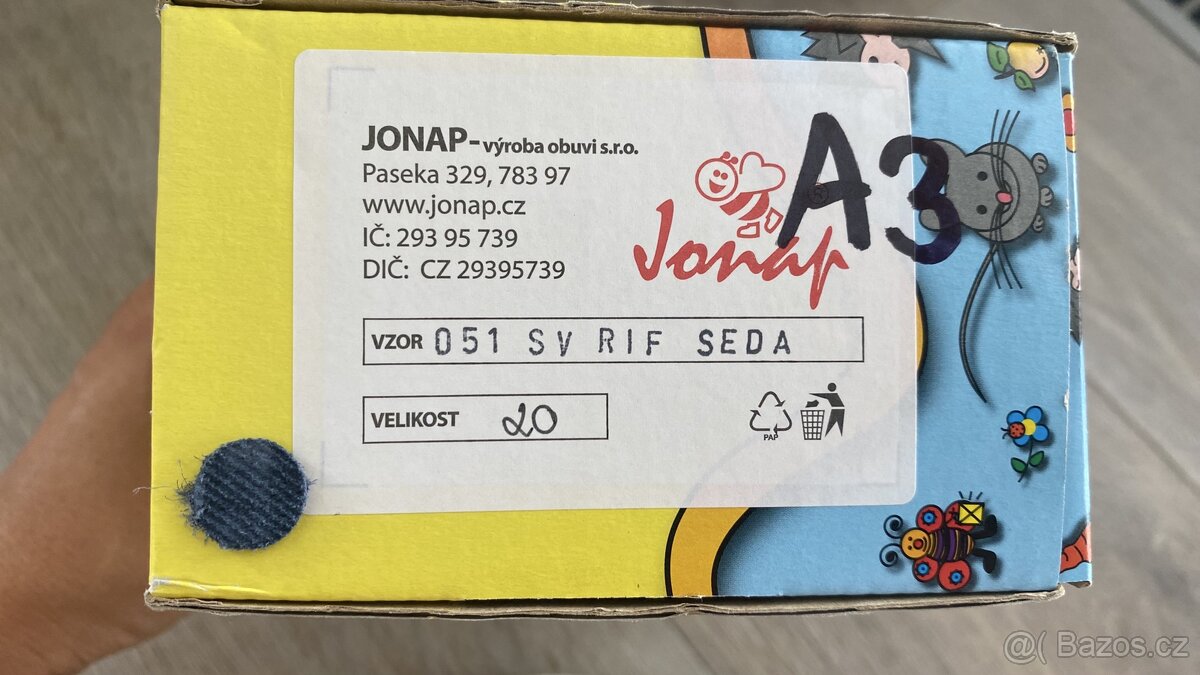 JONAP-výroba obuvi s.r.o.
Paseka 329, 783 97
www.jonap.cz
IČ: 293 95 739
DIČ: CZ 29395739
Jonap
A3
VZOR 051 SV RIF SEDA
VELIKOST 20
PAP
@( Bazos.cz